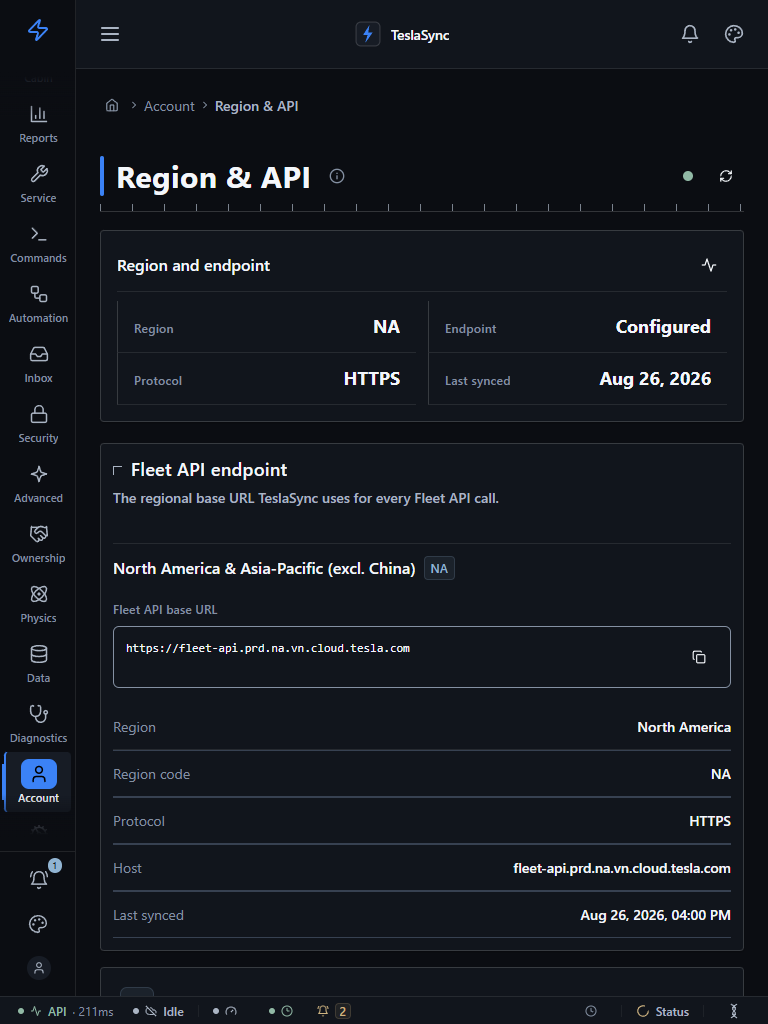 TeslaSync
Reports
Service
Commands
Automation
Inbox
Security
Advanced
Ownership
Physics
Data
Diagnostics
Account
1
Account > Region & API
Region & API
Region and endpoint
Region NA
Endpoint Configured
Protocol HTTPS
Last synced Aug 26, 2026
Fleet API endpoint
The regional base URL TeslaSync uses for every Fleet API call.
North America & Asia-Pacific (excl. China) NA
Fleet API base URL
https://fleet-api.prd.na.vn.cloud.tesla.com
Region North America
Region code NA
Protocol HTTPS
Host fleet-api.prd.na.vn.cloud.tesla.com
Last synced Aug 26, 2026, 04:00 PM
API · 211ms Idle 2 Status